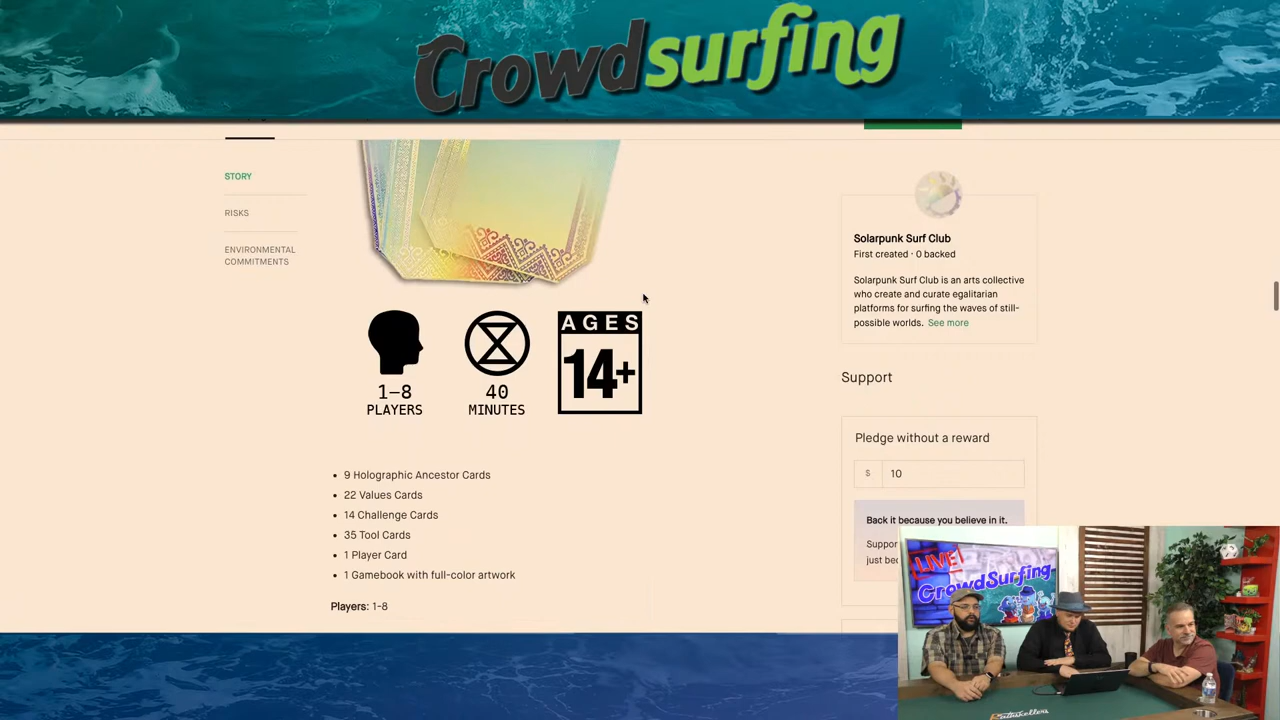 Crowdsurfing
STORY
RISKS
ENVIRONMENTAL
COMMITMENTS
1–8
PLAYERS
40
MINUTES
AGES
14+
9 Holographic Ancestor Cards
22 Values Cards
14 Challenge Cards
35 Tool Cards
1 Player Card
1 Gamebook with full-color artwork
Players: 1-8
Solarpunk Surf Club
First created · 0 backed
Solarpunk Surf Club is an arts collective
who create and curate egalitarian
platforms for surfing the waves of still-
possible worlds. See more
Support
Pledge without a reward
$ 10
Back it because you believe in it.
Suppor
just bec
LIVE!
CrowdSurfing